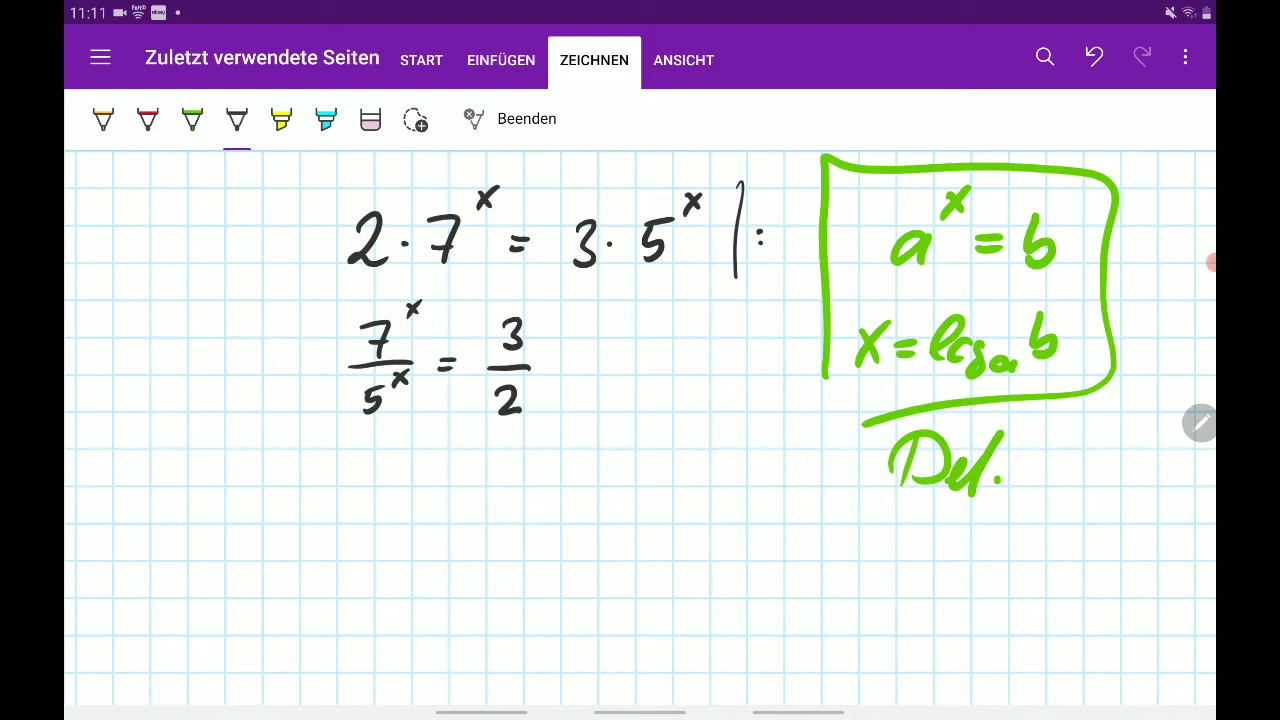 11:11
Zuletzt verwendete Seiten START EINFÜGEN ZEICHNEN ANSICHT
Beenden
2 · 7^x = 3 · 5^x | :
7^x / 5^x = 3 / 2
a^x = b
x = log_a b
Def.